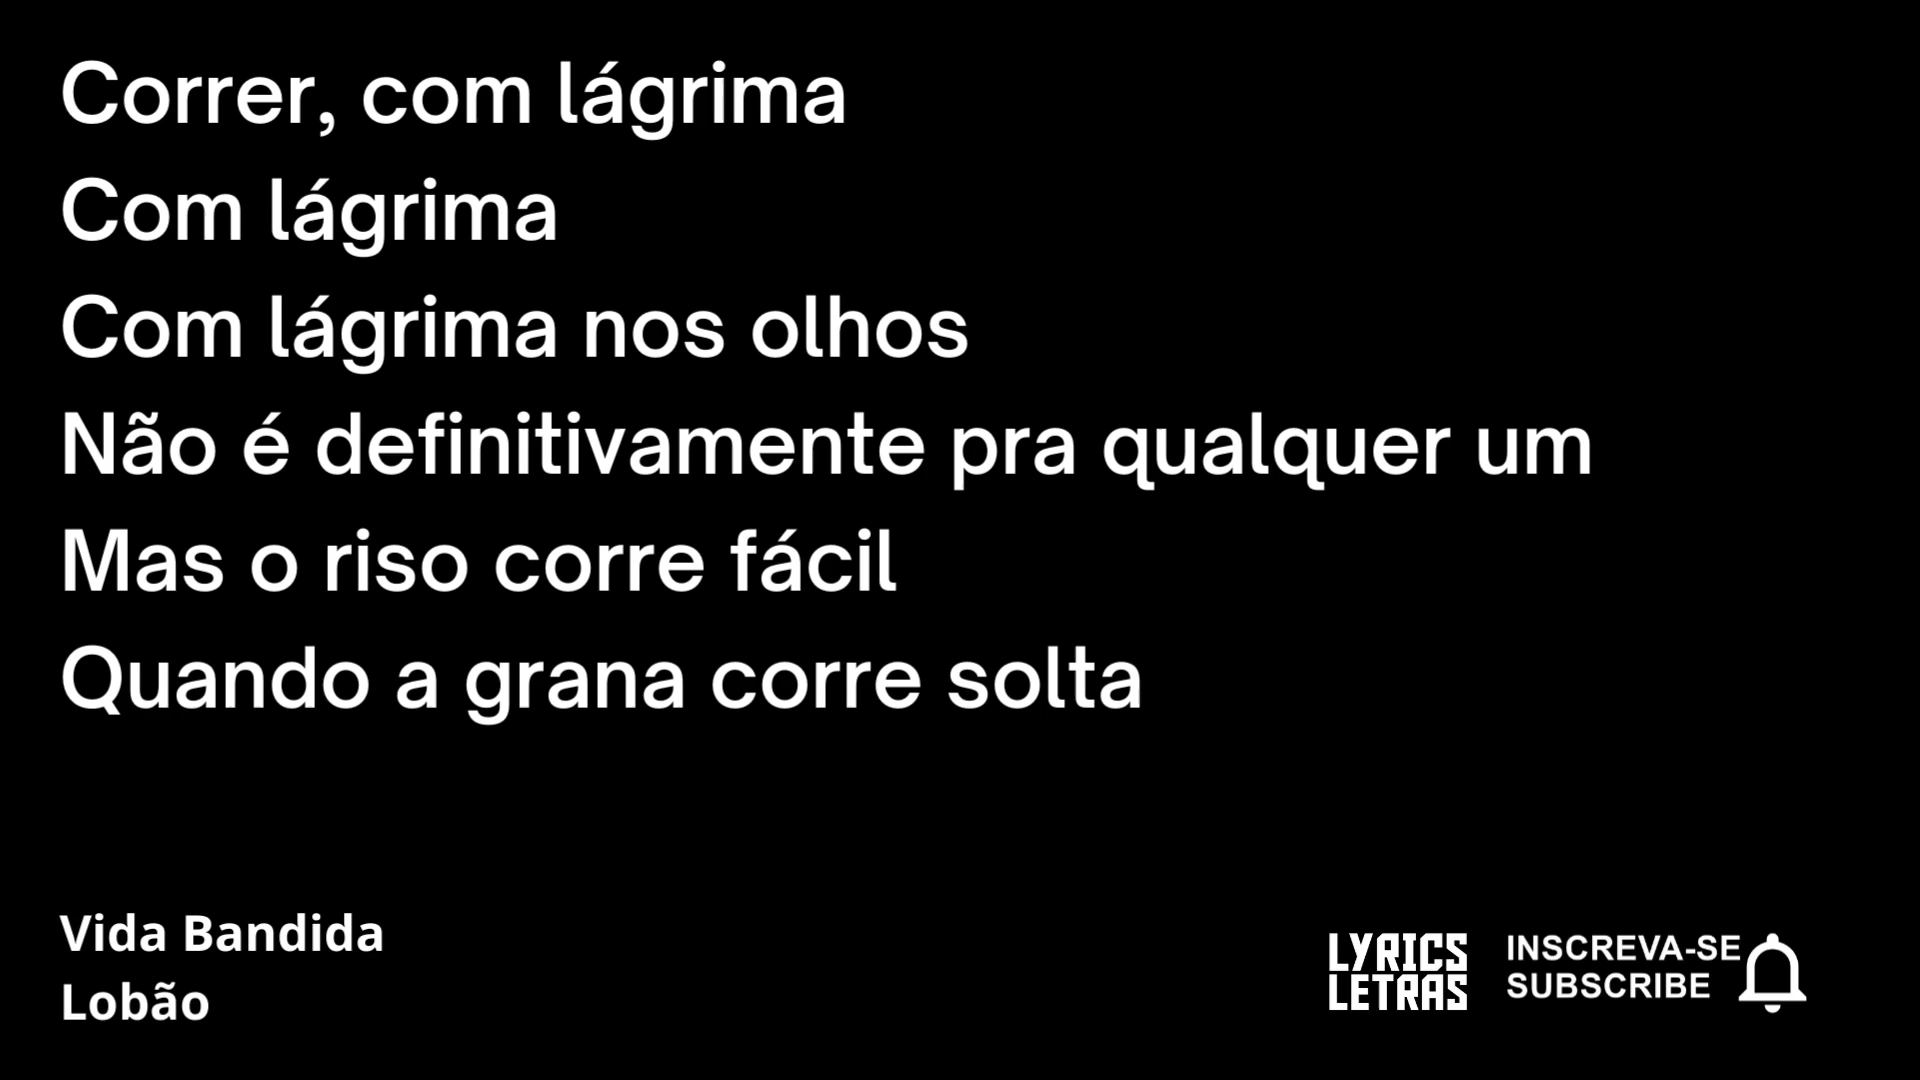 Correr, com lágrima
Com lágrima
Com lágrima nos olhos
Não é definitivamente pra qualquer um
Mas o riso corre fácil
Quando a grana corre solta
Vida Bandida
Lobão
LYRICS
LETRAS
INSCREVA-SE
SUBSCRIBE